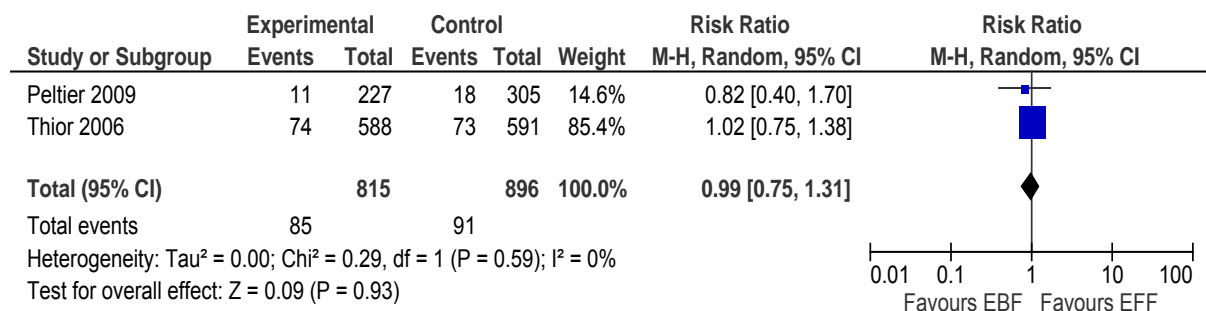 Experimental Control Risk Ratio Risk Ratio
Study or Subgroup Events Total Events Total Weight M-H, Random, 95% CI M-H, Random, 95% CI
Peltier 2009 11 227 18 305 14.6% 0.82 [0.40, 1.70]
Thior 2006 74 588 73 591 85.4% 1.02 [0.75, 1.38]
Total (95% CI) 815 896 100.0% 0.99 [0.75, 1.31]
Total events 85 91
Heterogeneity: Tau² = 0.00; Chi² = 0.29, df = 1 (P = 0.59); I² = 0%
Test for overall effect: Z = 0.09 (P = 0.93)
0.01 0.1 1 10 100
Favours EBF Favours EFF